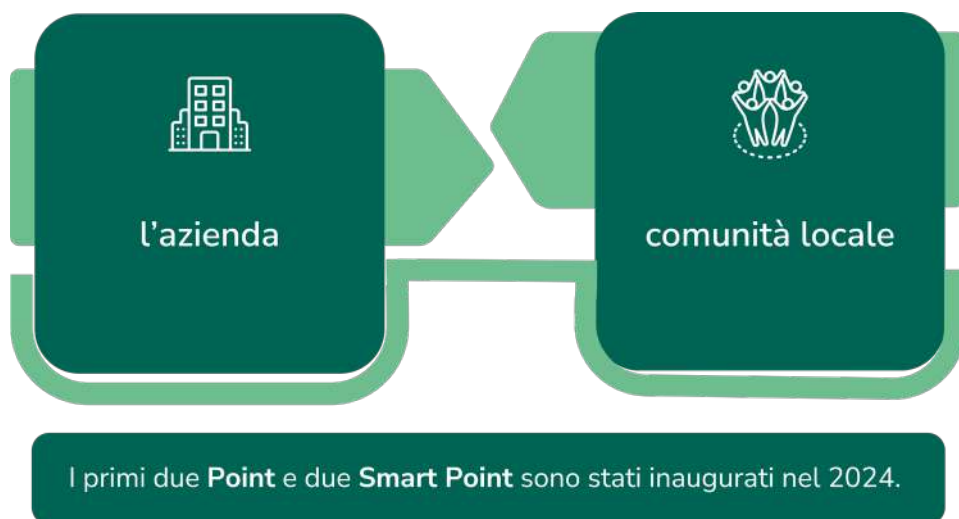 l’azienda
comunità locale
I primi due Point e due Smart Point sono stati inaugurati nel 2024.